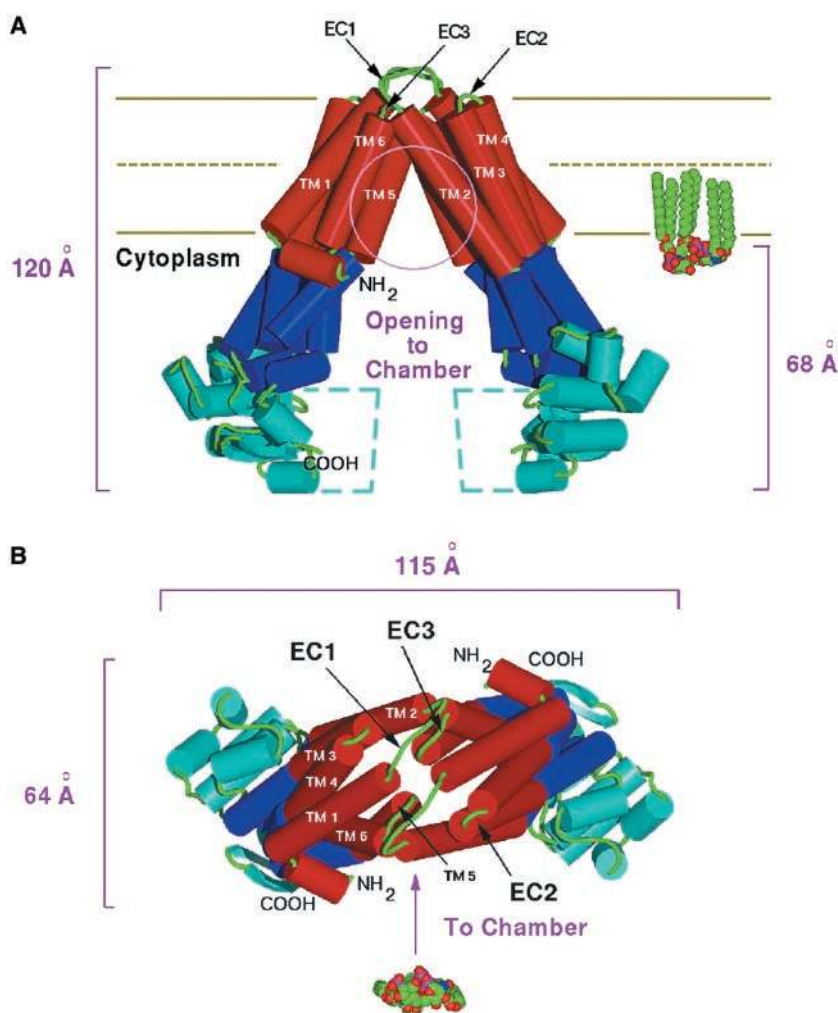 A
EC1
EC3
EC2
TM 6
TM 4
TM 3
TM 1
TM 5
TM 2
Cytoplasm
120 Å
NH2
Opening
to
Chamber
68 Å
COOH
B
115 Å
EC3
EC1
NH2
COOH
TM 2
TM 3
64 Å
TM 4
TM 1
TM 6
TM 5
NH2
EC2
COOH
To Chamber